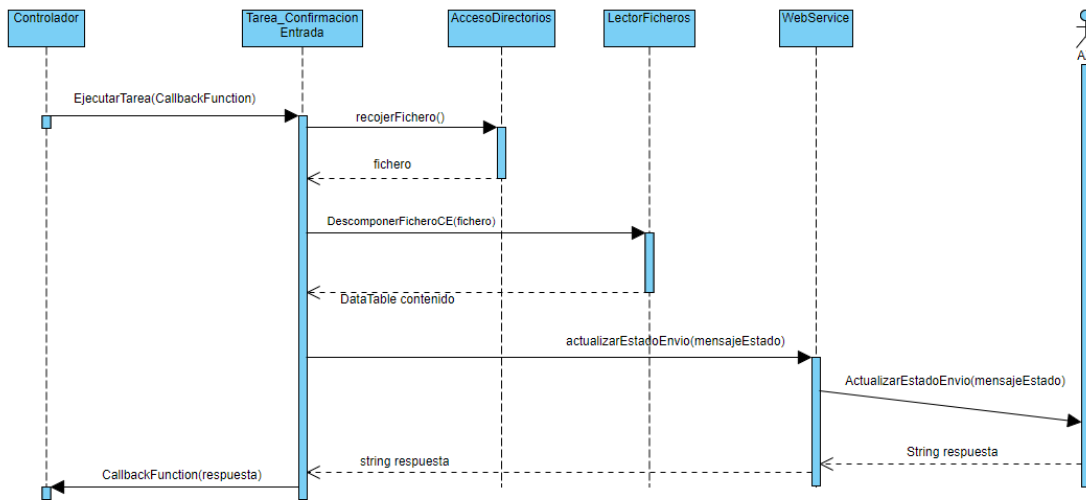 Controlador
Tarea_Confirmacion
Entrada
AccesoDirectorios
LectorFicheros
WebService
EjecutarTarea(CallbackFunction)
recojerFichero()
fichero
DescomponerFicheroCE(fichero)
DataTable contenido
actualizarEstadoEnvio(mensajeEstado)
ActualizarEstadoEnvio(mensajeEstado)
String respuesta
string respuesta
CallbackFunction(respuesta)